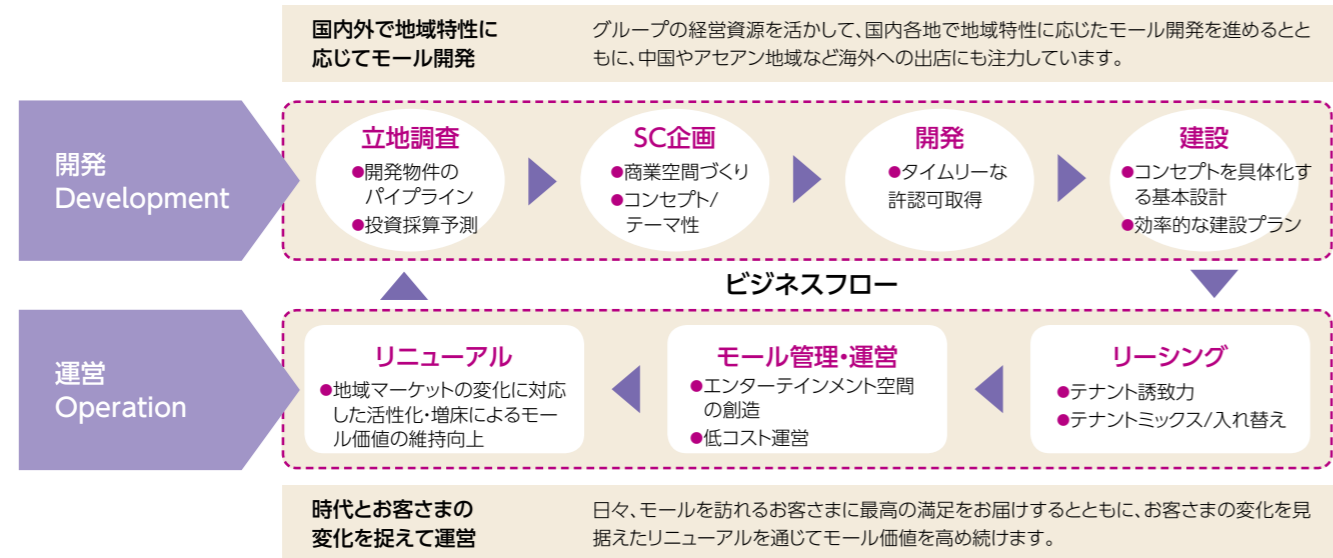 国内外で地域特性に
応じてモール開発
グループの経営資源を活かして、国内各地で地域特性に応じたモール開発を進めるとと
もに、中国やアセアン地域など海外への出店にも注力しています。
開発
Development
立地調査
●開発物件の
パイプライン
●投資採算予測
SC企画
●商業空間づくり
●コンセプト/
テーマ性
開発
●タイムリーな
許認可取得
建設
●コンセプトを具体化す
る基本設計
●効率的な建設プラン
ビジネスフロー
運営
Operation
リニューアル
●地域マーケットの変化に対応
した活性化・増床によるモー
ル価値の維持向上
モール管理・運営
●エンターテインメント空間
の創造
●低コスト運営
リーシング
●テナント誘致力
●テナントミックス/入れ替え
時代とお客さまの
変化を捉えて運営
日々、モールを訪れるお客さまに最高の満足をお届けするとともに、お客さまの変化を見
据えたリニューアルを通じてモール価値を高め続けます。